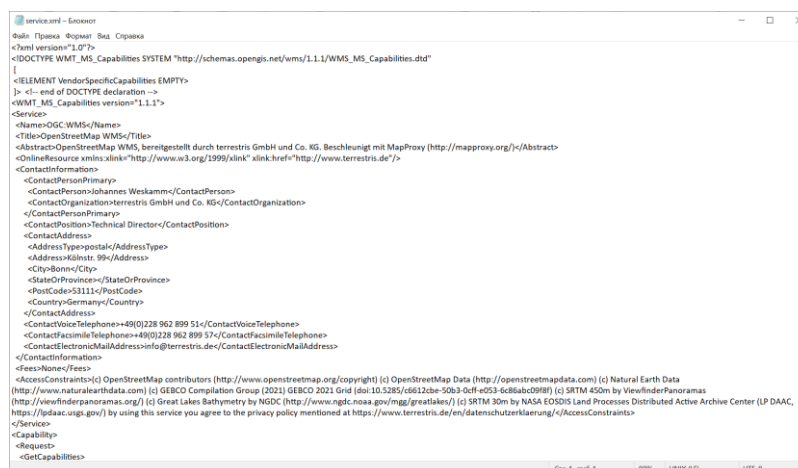 service.xml – Блокнот
Файл Правка Формат Вид Справка
<?xml version="1.0"?>
<!DOCTYPE WMT_MS_Capabilities SYSTEM "http://schemas.opengis.net/wms/1.1.1/WMS_MS_Capabilities.dtd"
[
<!ELEMENT VendorSpecificCapabilities EMPTY>
]> <!-- end of DOCTYPE declaration -->
<WMT_MS_Capabilities version="1.1.1">
<Service>
<Name>OGC:WMS</Name>
<Title>OpenStreetMap WMS</Title>
<Abstract>OpenStreetMap WMS, bereitgestellt durch terrestris GmbH und Co. KG. Beschleunigt mit MapProxy (http://mapproxy.org/)</Abstract>
<OnlineResource xmlns:xlink="http://www.w3.org/1999/xlink" xlink:href="http://www.terrestris.de"/>
<ContactInformation>
<ContactPersonPrimary>
<ContactPerson>Johannes Weskamm</ContactPerson>
<ContactOrganization>terrestris GmbH und Co. KG</ContactOrganization>
</ContactPersonPrimary>
<ContactPosition>Technical Director</ContactPosition>
<ContactAddress>
<AddressType>postal</AddressType>
<Address>Kölnstr. 99</Address>
<City>Bonn</City>
<StateOrProvince></StateOrProvince>
<PostCode>53111</PostCode>
<Country>Germany</Country>
</ContactAddress>
<ContactVoiceTelephone>+49(0)228 962 899 51</ContactVoiceTelephone>
<ContactFacsimileTelephone>+49(0)228 962 899 57</ContactFacsimileTelephone>
<ContactElectronicMailAddress>info@terrestris.de</ContactElectronicMailAddress>
</ContactInformation>
<Fees>None</Fees>
<AccessConstraints>(c) OpenStreetMap contributors (http://www.openstreetmap.org/copyright) (c) OpenStreetMap Data (http://openstreetmapdata.com) (c) Natural Earth Data
(http://www.naturalearthdata.com) (c) GEBCO Compilation Group (2021) GEBCO 2021 Grid (doi:10.5285/c6612cbe-50b3-0cff-e053-6c86abc09f8f) (c) SRTM 450m by ViewfinderPanoramas
(http://viewfinderpanoramas.org/) (c) Great Lakes Bathymetry by NGDC (http://www.ngdc.noaa.gov/mgg/greatlakes/) (c) SRTM 30m by NASA EOSDIS Land Processes Distributed Active Archive Center (LP DAAC,
https://lpdaac.usgs.gov/) by using this service you agree to the privacy policy mentioned at https://www.terrestris.de/en/datenschutzerklaerung/</AccessConstraints>
</Service>
<Capability>
<Request>
<GetCapabilities>